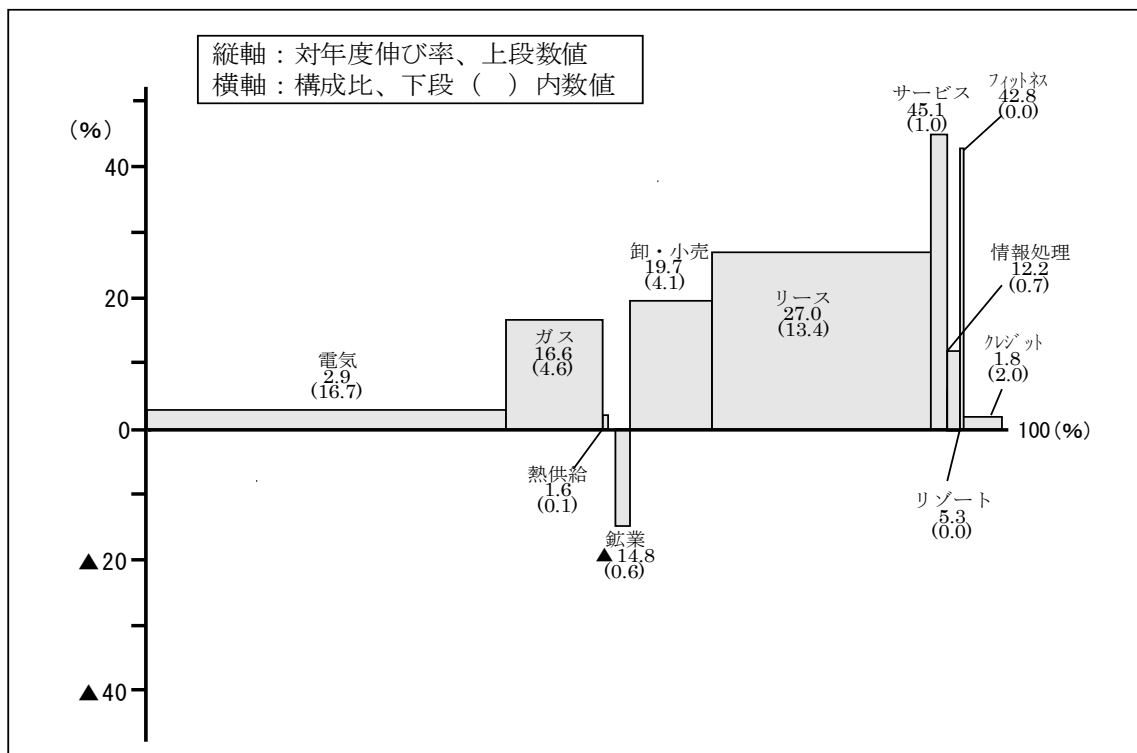 縦軸：対年度伸び率、上段数値
横軸：構成比、下段（　）内数値
(%)
40
20
0
▲20
▲40
100(%)
電気
2.9
(16.7)
ガス
16.6
(4.6)
熱供給
1.6
(0.1)
鉱業
▲14.8
(0.6)
卸・小売
19.7
(4.1)
リース
27.0
(13.4)
サービス
45.1
(1.0)
フィットネス
42.8
(0.0)
情報処理
12.2
(0.7)
クレジット
1.8
(2.0)
リゾート
5.3
(0.0)